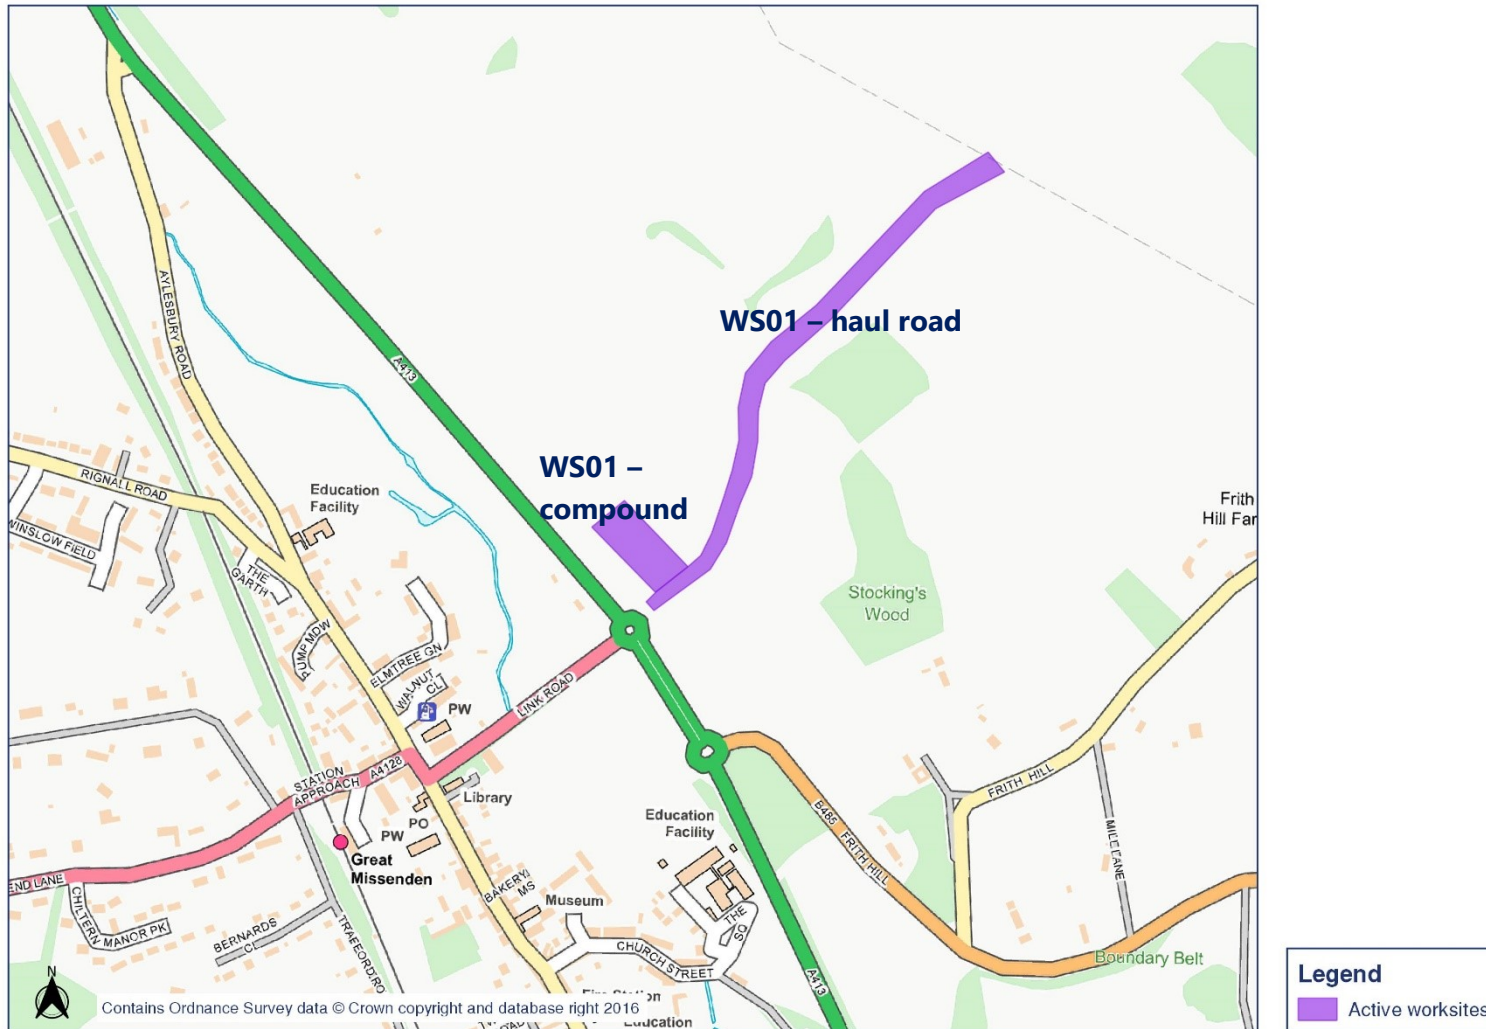 AYLESBURY ROAD
A413
WS01 – haul road
WS01 –
compound
RIGNALL ROAD
WINSLOW FIELD
Education
Facility
THE
GARTH
PUMP MDW
ELMTREE GN
WALNUT
CL
PW
LINK ROAD
Stocking's
Wood
Frith
Hill Far
STATION
APPROACH
A4128
Library
PO
PW
Great
Missenden
END LANE
CHILTERN
MANOR PK
BERNARDS
TRAFFORD RO
BAKERY
MS
Museum
CHURCH STREET
Education
Facility
THE
SQ
B485
FRITH HILL
FRITH HILL
MILL LANE
Boundary Belt
A413
N
Contains Ordnance Survey data © Crown copyright and database right 2016
Education
Legend
Active worksites